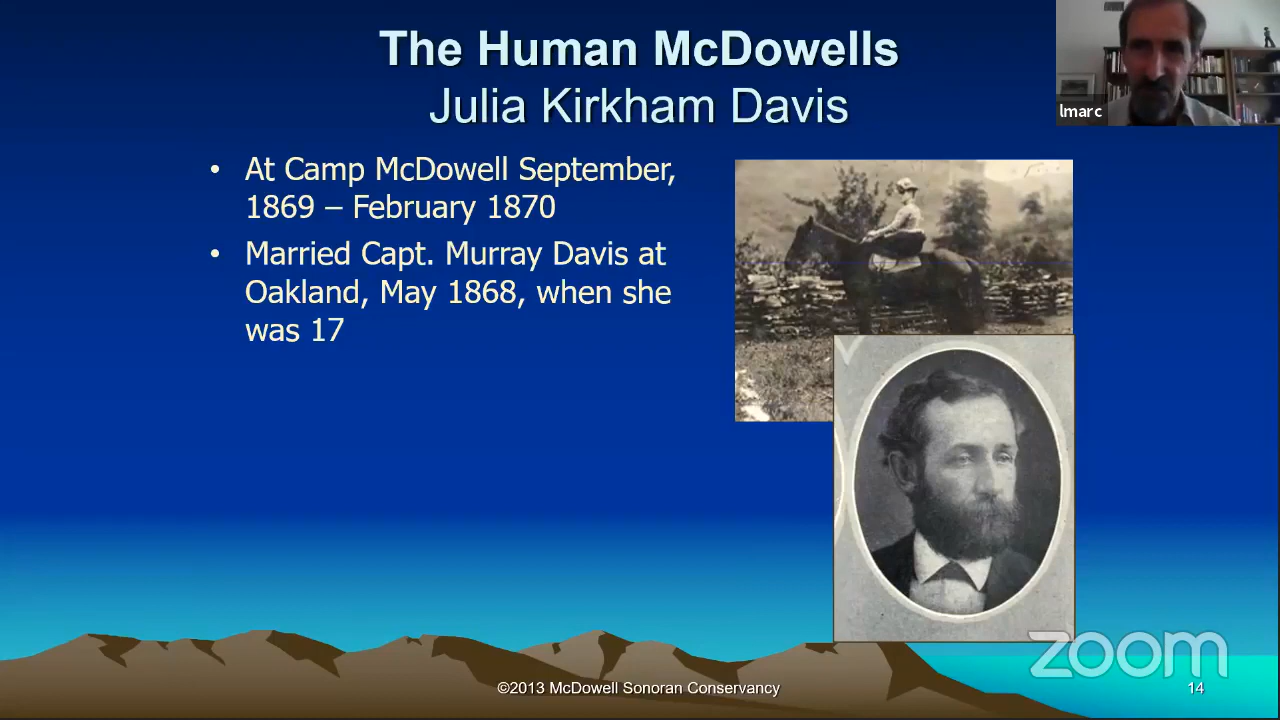 The Human McDowells
Julia Kirkham Davis
lmarc
• At Camp McDowell September,
1869 – February 1870
• Married Capt. Murray Davis at
Oakland, May 1868, when she
was 17
zoom
©2013 McDowell Sonoran Conservancy
14